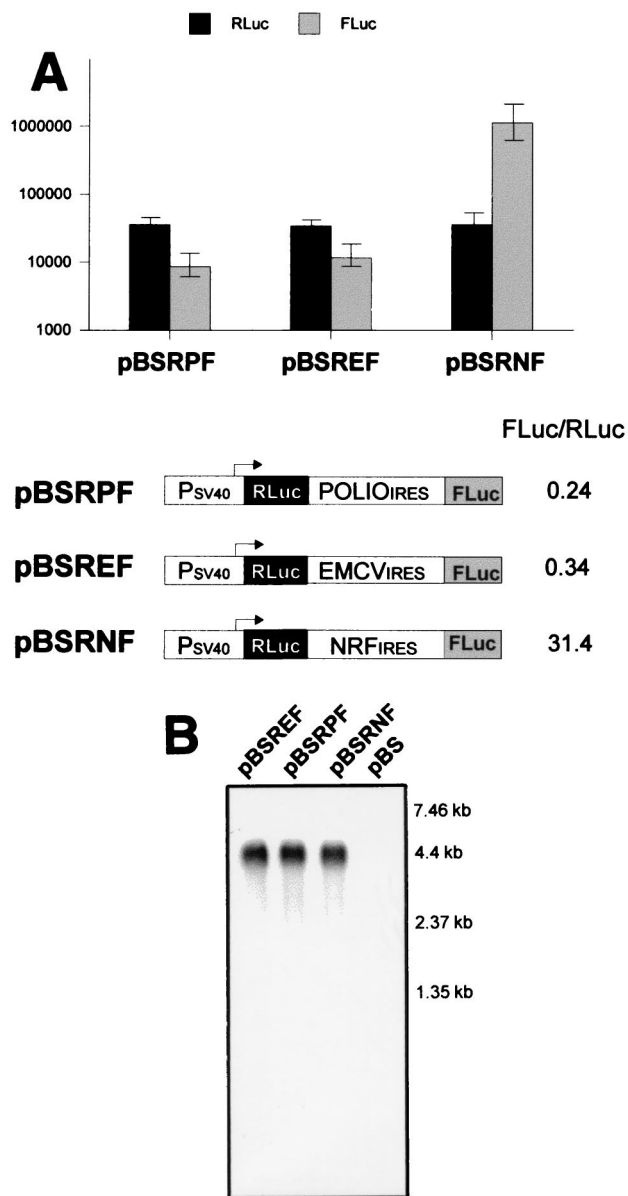 RLuc FLuc
A
1000000
100000
10000
1000
pBSRPF pBSREF pBSRNF
FLuc/RLuc
pBSRPF PSV40 RLuc POLIOIRES FLuc 0.24
pBSREF PSV40 RLuc EMCVIRES FLuc 0.34
pBSRNF PSV40 RLuc NRFIRES FLuc 31.4
B
pBSREF pBSRPF pBSRNF pBS
7.46 kb
4.4 kb
2.37 kb
1.35 kb